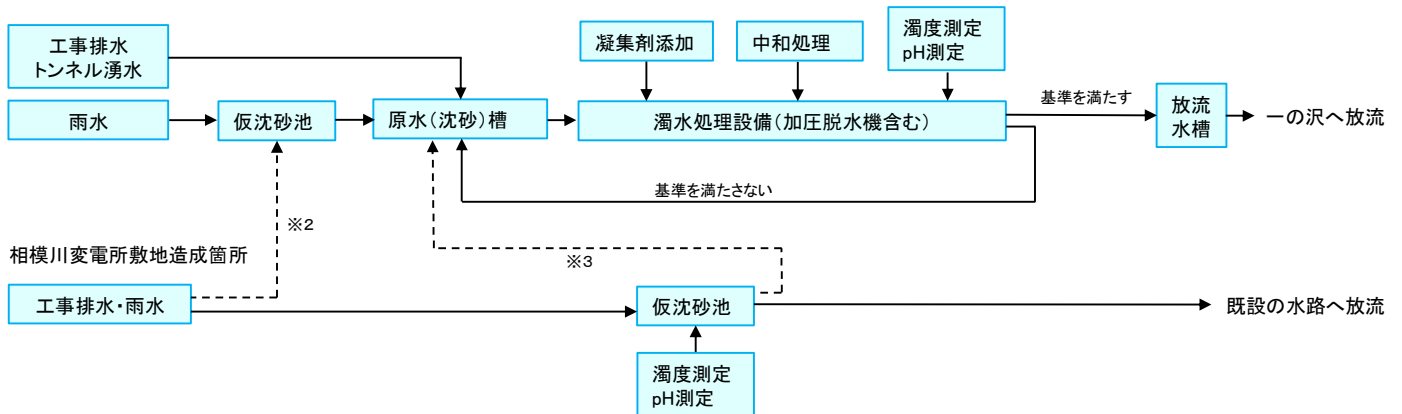 工事排水
トンネル湧水
凝集剤添加
中和処理
濁度測定
pH測定
雨水
仮沈砂池
原水(沈砂)槽
濁水処理設備(加圧脱水機含む)
基準を満たす
放流
水槽
一の沢へ放流
基準を満たさない
※2
相模川変電所敷地造成箇所
※3
工事排水・雨水
仮沈砂池
既設の水路へ放流
濁度測定
pH測定